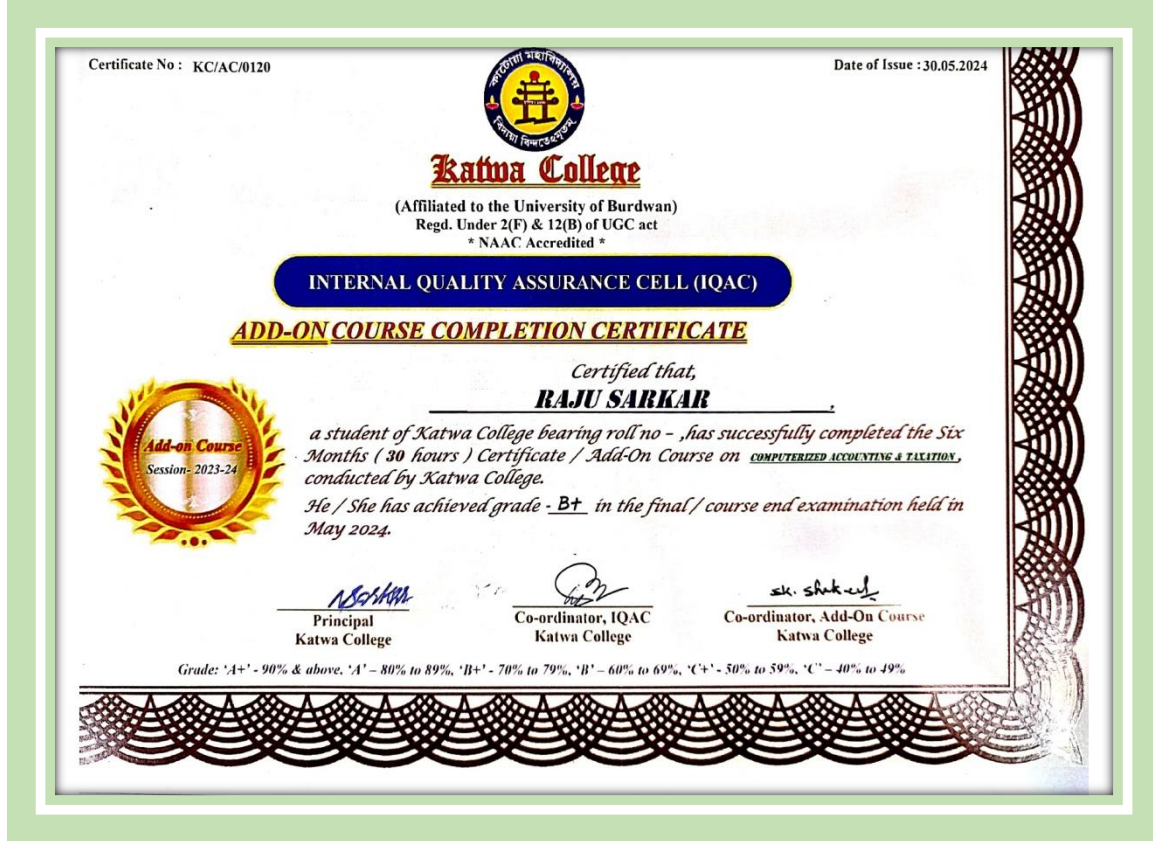 Certificate No : KC/AC/0120
Date of Issue : 30.05.2024
কাটোয়া মহাবিদ্যালয়
Katwa College
(Affiliated to the University of Burdwan)
Regd. Under 2(F) & 12(B) of UGC act
* NAAC Accredited *
INTERNAL QUALITY ASSURANCE CELL (IQAC)
ADD-ON COURSE COMPLETION CERTIFICATE
Certified that,
RAJU SARKAR ,
Add-on Course
Session- 2023-24
a student of Katwa College bearing roll no – ,has successfully completed the Six
Months ( 30 hours ) Certificate / Add-On Course on COMPUTERIZED ACCOUNTING & TAXATION ,
conducted by Katwa College.
He / She has achieved grade - B+ in the final / course end examination held in
May 2024.
Principal
Katwa College
Co-ordinator, IQAC
Katwa College
sk. 
Co-ordinator, Add-On Course
Katwa College
Grade: 'A+' - 90% & above, 'A' – 80% to 89%, 'B+' - 70% to 79%, 'B' – 60% to 69%, 'C+' - 50% to 59%, 'C' – 40% to 49%